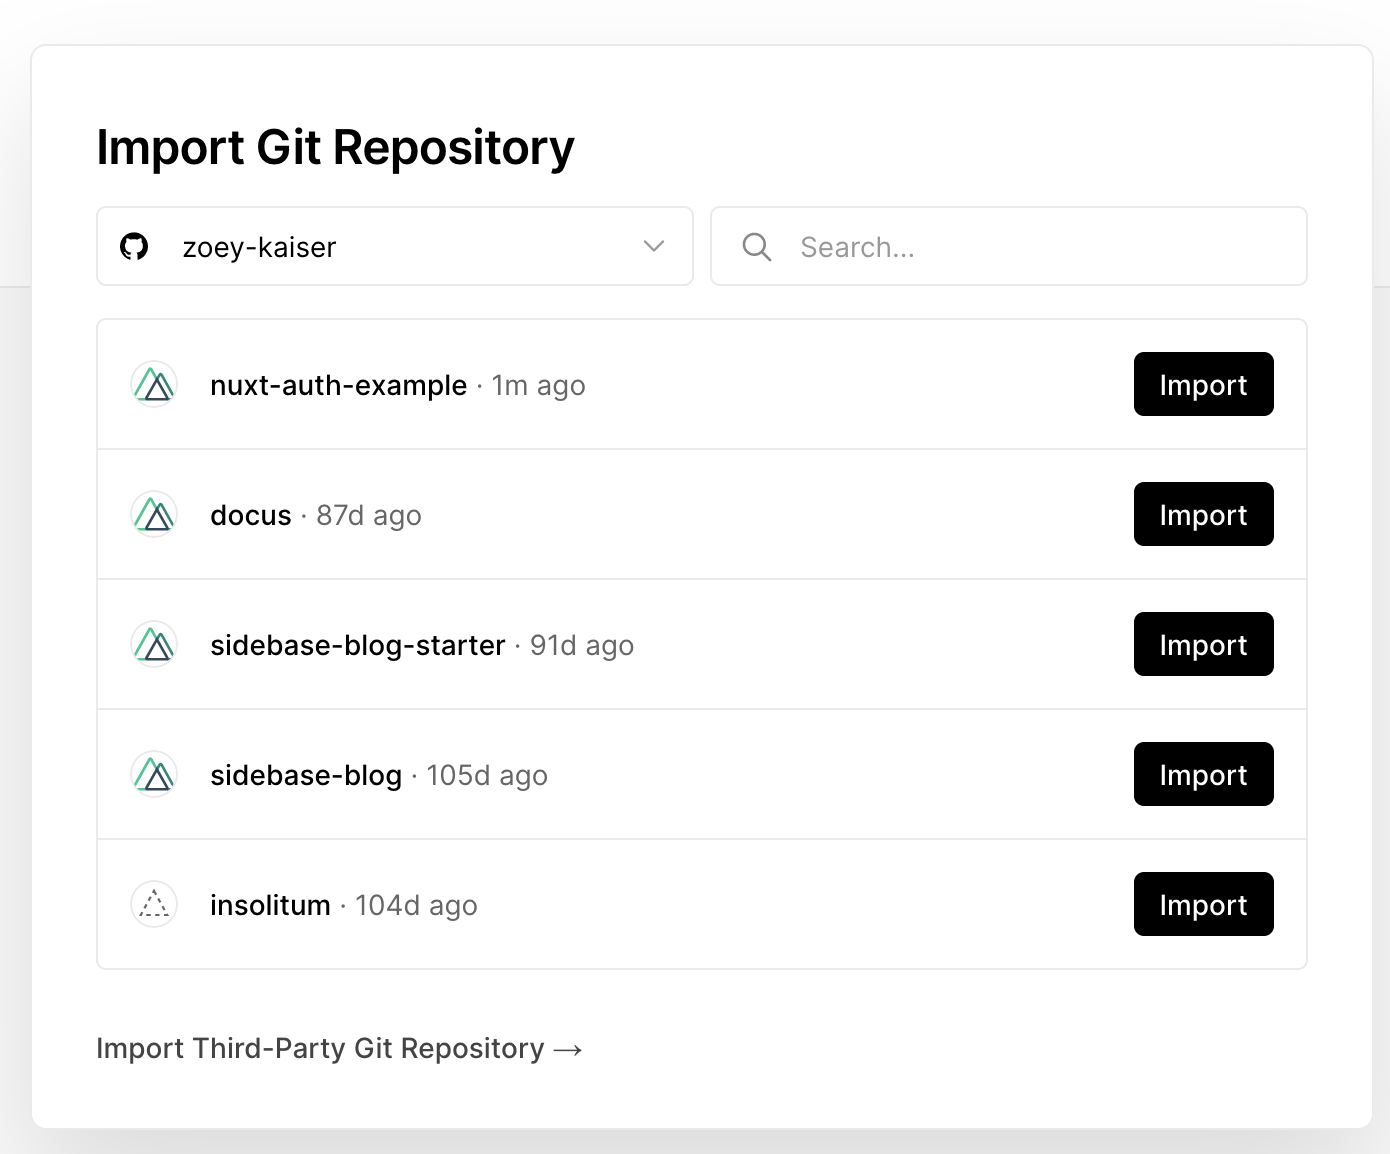 Import Git Repository
zoey-kaiser
Search...
nuxt-auth-example · 1m ago
Import
docus · 87d ago
Import
sidebase-blog-starter · 91d ago
Import
sidebase-blog · 105d ago
Import
insolitum · 104d ago
Import
Import Third-Party Git Repository →